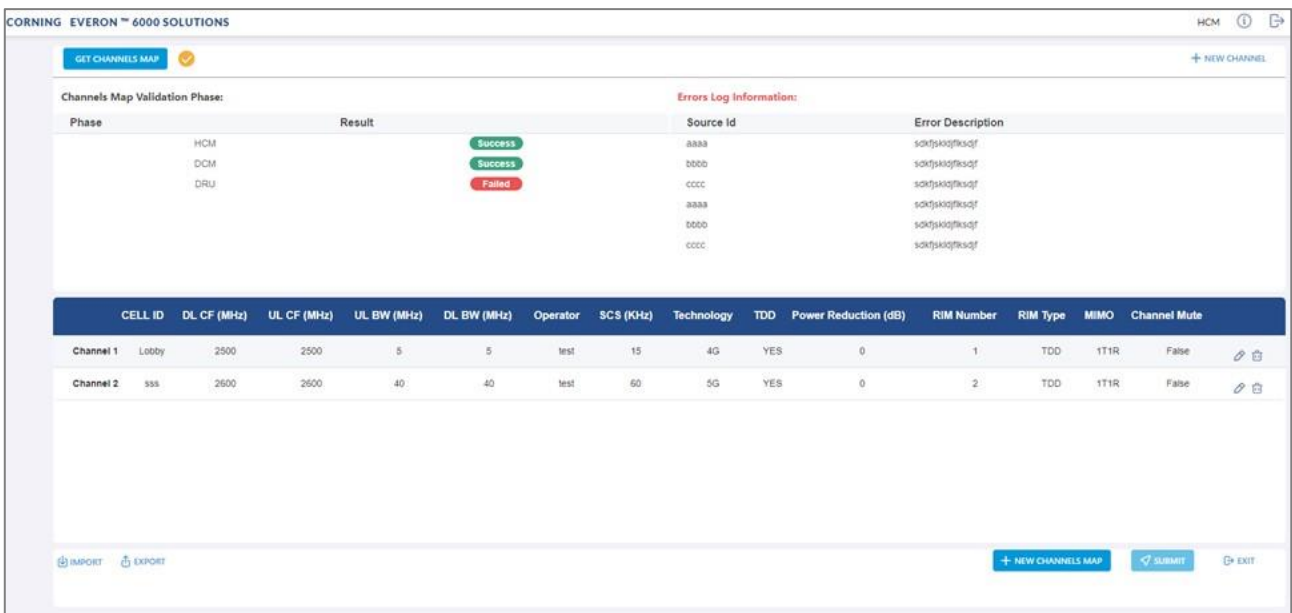 CORNING EVERON ™ 6000 SOLUTIONS HCM
GET CHANNELS MAP + NEW CHANNEL
Channels Map Validation Phase: Errors Log Information:
Phase Result Source Id Error Description
HCM Success aaaa sdkfjskldjflksdjf
DCM Success bbbb sdkfjskldjflksdjf
DRU Failed cccc sdkfjskldjflksdjf
aaaa sdkfjskldjflksdjf
bbbb sdkfjskldjflksdjf
cccc sdkfjskldjflksdjf
CELL ID DL CF (MHz) UL CF (MHz) UL BW (MHz) DL BW (MHz) Operator SCS (KHz) Technology TDD Power Reduction (dB) RIM Number RIM Type MIMO Channel Mute
Channel 1 Lobby 2500 2500 5 5 test 15 4G YES 0 1 TDD 1T1R False
Channel 2 sss 2600 2600 40 40 test 60 5G YES 0 2 TDD 1T1R False
IMPORT EXPORT + NEW CHANNELS MAP SUBMIT EXIT